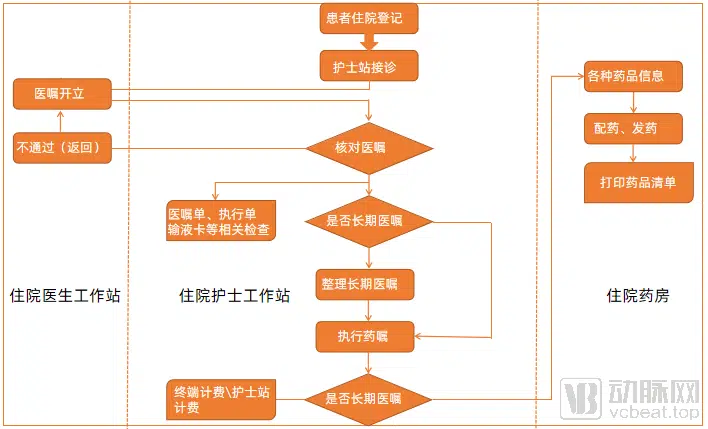 患者住院登记
护士站接诊
医嘱开立
不通过（返回）
核对医嘱
医嘱单、执行单
输液卡等相关检查
是否长期医嘱
整理长期医嘱
执行药嘱
终端计费\护士站
计费
是否长期医嘱
各种药品信息
配药、发药
打印药品清单
住院医生工作站
住院护士工作站
住院药房
VB 动脉网
vcbeat.top